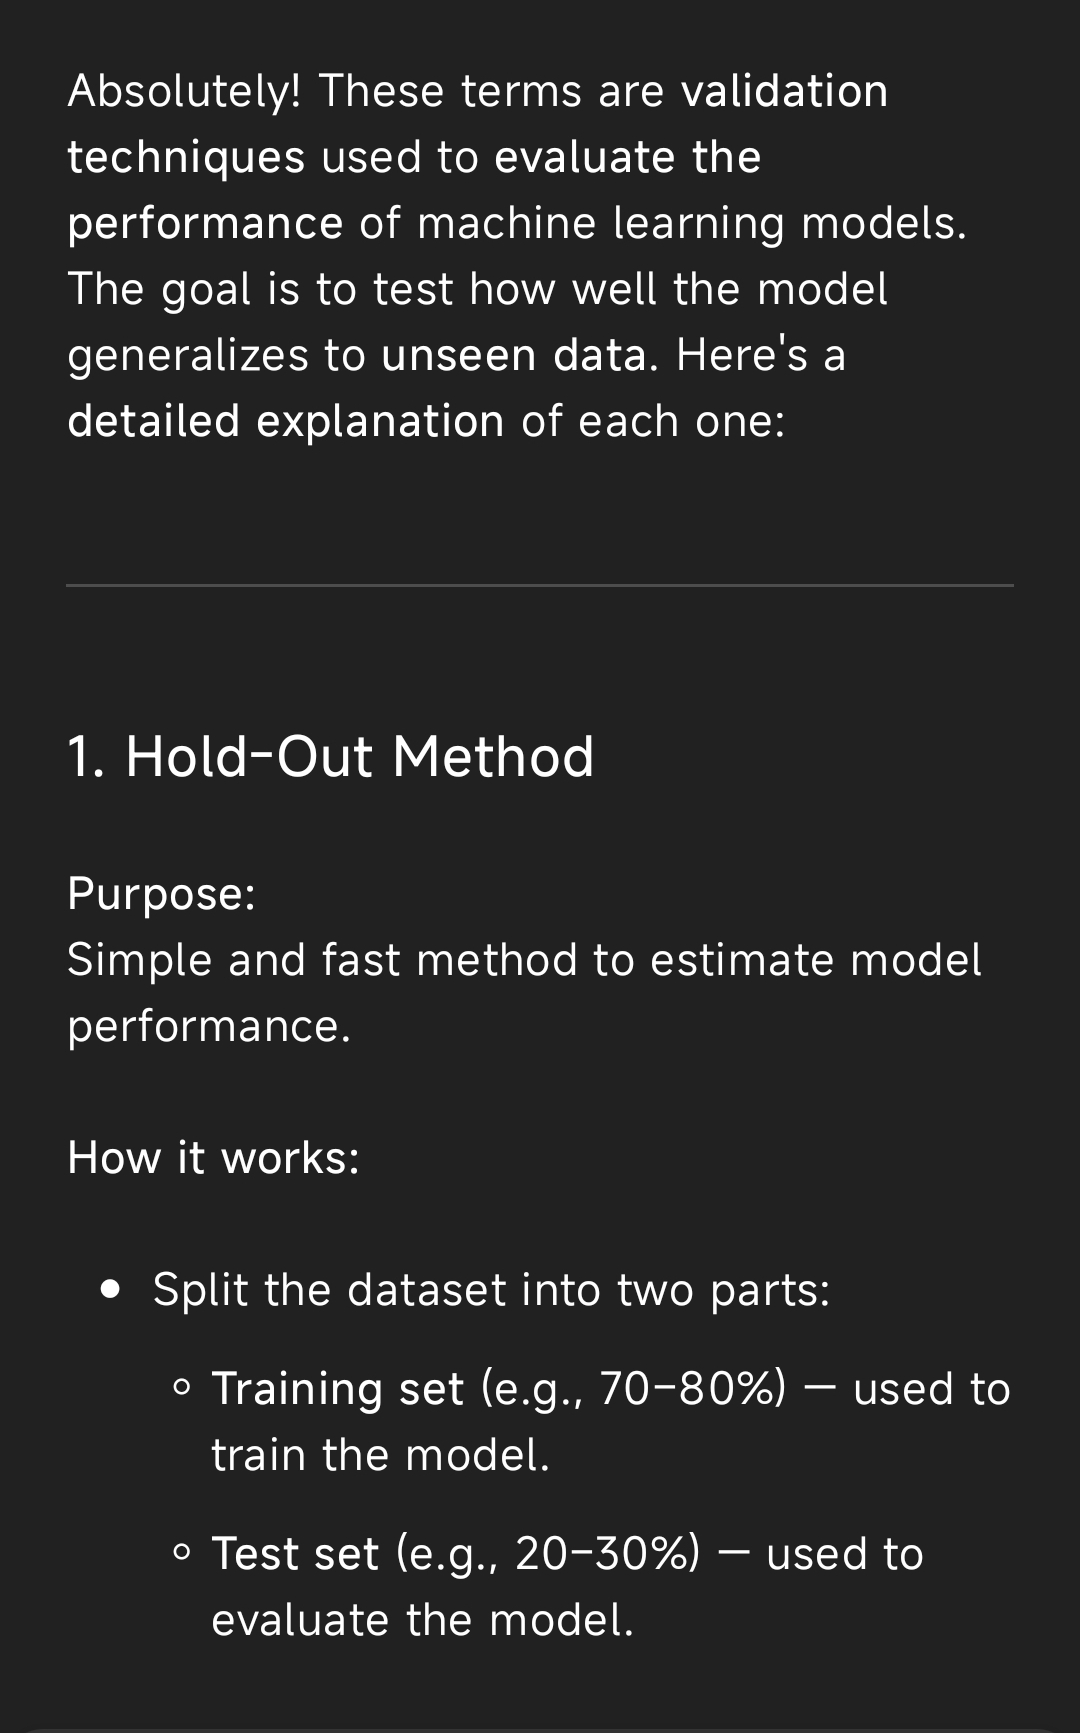 Absolutely! These terms are validation
techniques used to evaluate the
performance of machine learning models.
The goal is to test how well the model
generalizes to unseen data. Here's a
detailed explanation of each one:
1. Hold-Out Method
Purpose:
Simple and fast method to estimate model
performance.
How it works:
• Split the dataset into two parts:
◦ Training set (e.g., 70–80%) — used to
train the model.
◦ Test set (e.g., 20–30%) — used to
evaluate the model.